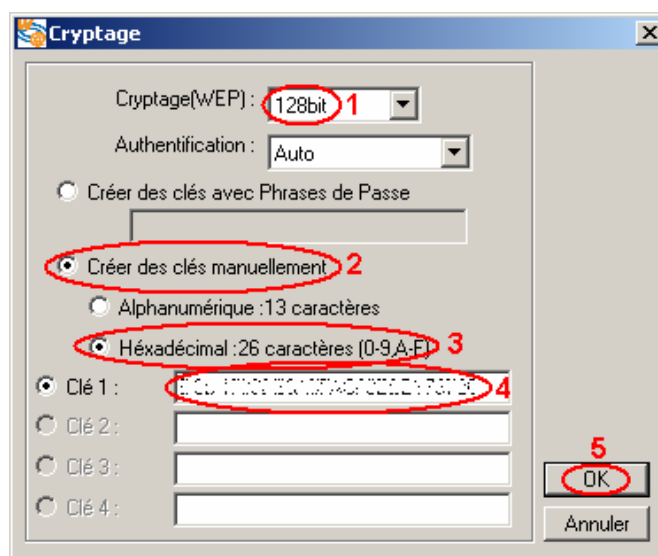 Cryptage
Cryptage(WEP) : 128bit 1
Authentification : Auto
Créer des clés avec Phrases de Passe
Créer des clés manuellement 2
Alphanumérique :13 caractères
Héxadécimal :26 caractères (0-9,A-F) 3
Clé 1 : 4
Clé 2 :
Clé 3 :
Clé 4 :
5
OK
Annuler